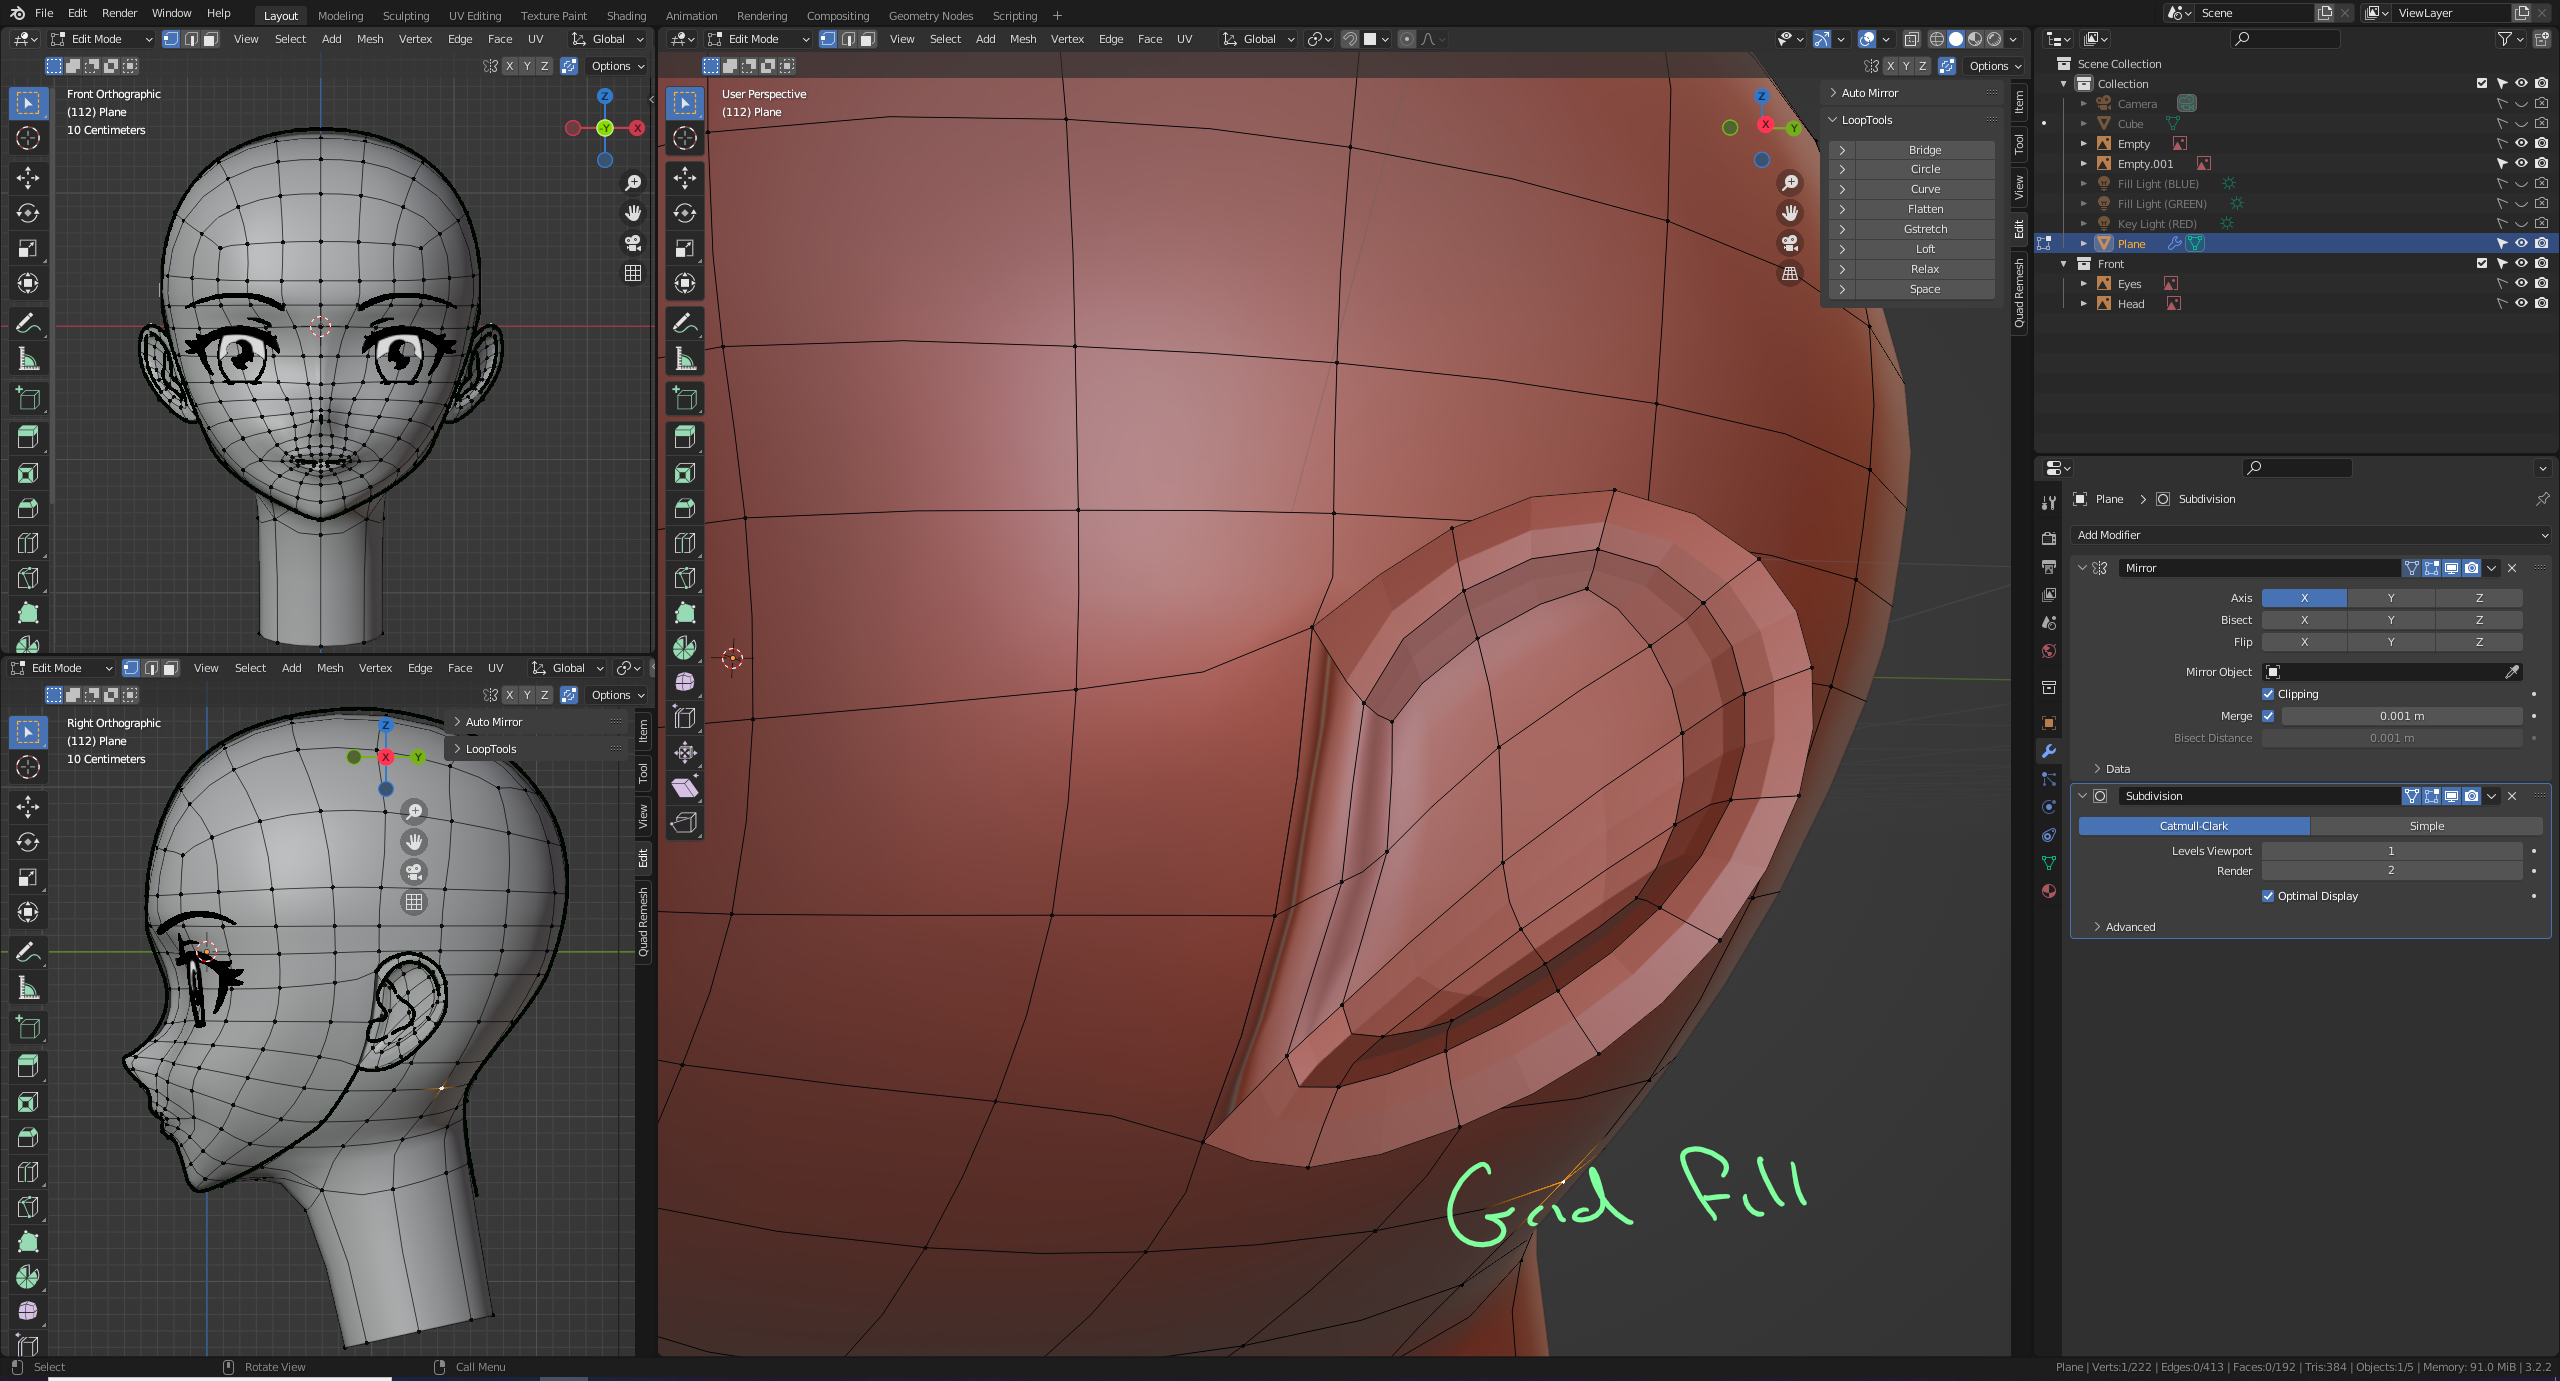 File Edit Render Window Help Layout Modeling Sculpting UV Editing Texture Paint Shading Animation Rendering Compositing Geometry Nodes Scripting + Scene ViewLayer
Edit Mode View Select Add Mesh Vertex Edge Face UV Global
X Y Z Options
Front Orthographic
(112) Plane
10 Centimeters
Z
Y X
Edit Mode View Select Add Mesh Vertex Edge Face UV Global Options
X Y Z Options
Right Orthographic
(112) Plane
10 Centimeters
Z
X Y
Auto Mirror
LoopTools
Item
Tool
View
Edit
Quad Remesh
Edit Mode View Select Add Mesh Vertex Edge Face UV Global
X Y Z Options
User Perspective
(112) Plane
Z
X Y
Auto Mirror
LoopTools
Bridge
Circle
Curve
Flatten
Gstretch
Loft
Relax
Space
Item
Tool
View
Edit
Quad Remesh
Grid Fill
Scene Collection
Collection
Camera
Cube
Empty
Empty.001
Fill Light (BLUE)
Fill Light (GREEN)
Key Light (RED)
Plane
Front
Eyes
Head
Plane > Subdivision
Add Modifier
Mirror
Axis X Y Z
Bisect X Y Z
Flip X Y Z
Mirror Object
Clipping
Merge 0.001 m
Bisect Distance 0.001 m
Data
Subdivision
Catmull-Clark Simple
Levels Viewport 1
Render 2
Optimal Display
Advanced
Select Rotate View Call Menu Plane | Verts:1/222 | Edges:0/413 | Faces:0/192 | Tris:384 | Objects:1/5 | Memory: 91.0 MiB | 3.2.2